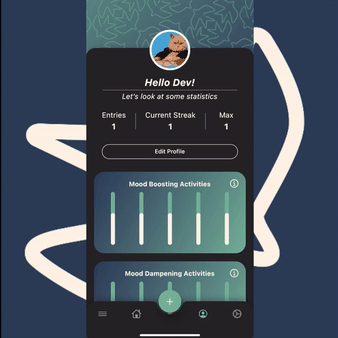 Hello Dev!
Let's look at some statistics
Entries Current Streak Max
1 1 1
Edit Profile
Mood Boosting Activities
Mood Dampening Activities